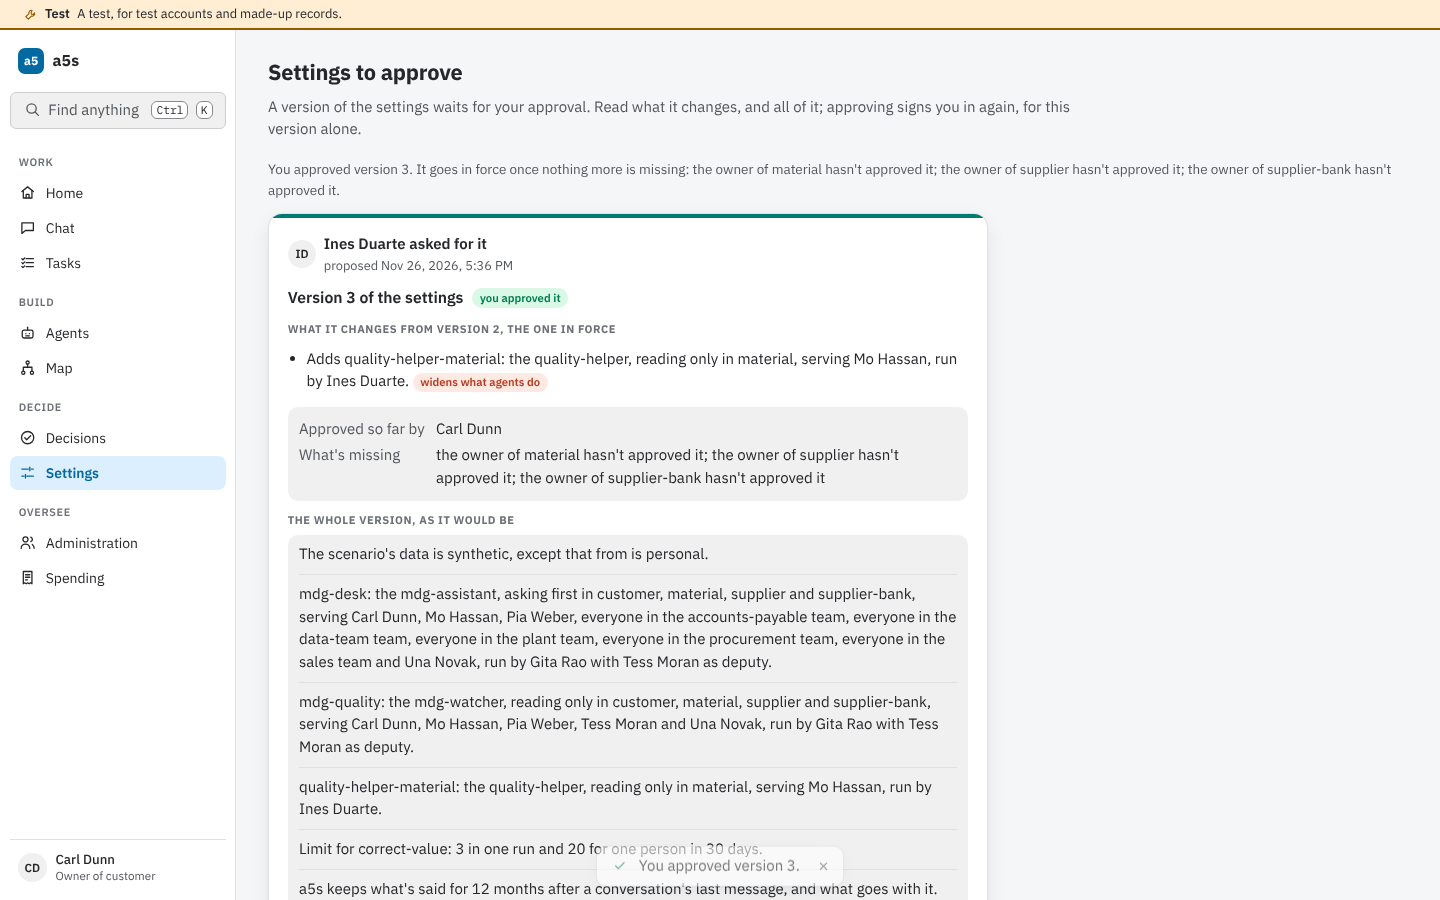 Test A test, for test accounts and made-up records.
a5 a5s
Find anything Ctrl K
WORK
Home
Chat
Tasks
BUILD
Agents
Map
DECIDE
Decisions
Settings
OVERSEE
Administration
Spending
CD Carl Dunn
Owner of customer
Settings to approve
A version of the settings waits for your approval. Read what it changes, and all of it; approving signs you in again, for this
version alone.
You approved version 3. It goes in force once nothing more is missing: the owner of material hasn't approved it; the owner of supplier hasn't approved it; the owner of supplier-bank hasn't
approved it.
ID Ines Duarte asked for it
proposed Nov 26, 2026, 5:36 PM
Version 3 of the settings you approved it
WHAT IT CHANGES FROM VERSION 2, THE ONE IN FORCE
• Adds quality-helper-material: the quality-helper, reading only in material, serving Mo Hassan, run
by Ines Duarte. widens what agents do
Approved so far by Carl Dunn
What's missing the owner of material hasn't approved it; the owner of supplier hasn't
approved it; the owner of supplier-bank hasn't approved it
THE WHOLE VERSION, AS IT WOULD BE
The scenario's data is synthetic, except that from is personal.
mdg-desk: the mdg-assistant, asking first in customer, material, supplier and supplier-bank,
serving Carl Dunn, Mo Hassan, Pia Weber, everyone in the accounts-payable team, everyone in the
data-team team, everyone in the plant team, everyone in the procurement team, everyone in the
sales team and Una Novak, run by Gita Rao with Tess Moran as deputy.
mdg-quality: the mdg-watcher, reading only in customer, material, supplier and supplier-bank,
serving Carl Dunn, Mo Hassan, Pia Weber, Tess Moran and Una Novak, run by Gita Rao with Tess
Moran as deputy.
quality-helper-material: the quality-helper, reading only in material, serving Mo Hassan, run by
Ines Duarte.
Limit for correct-value: 3 in one run and 20 for one person in 30 days.
You approved version 3.
a5s keeps what's said for 12 months after a conversation's last message, and what goes with it.